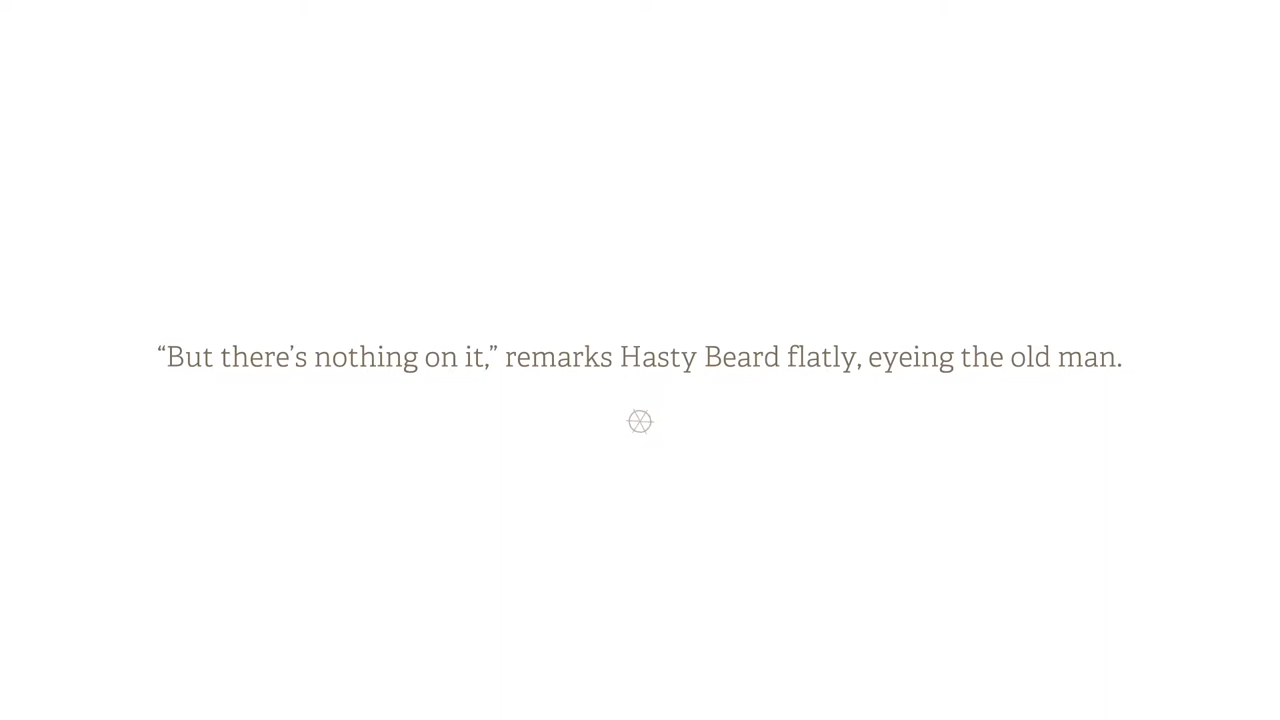 “But there’s nothing on it,” remarks Hasty Beard flatly, eyeing the old man.